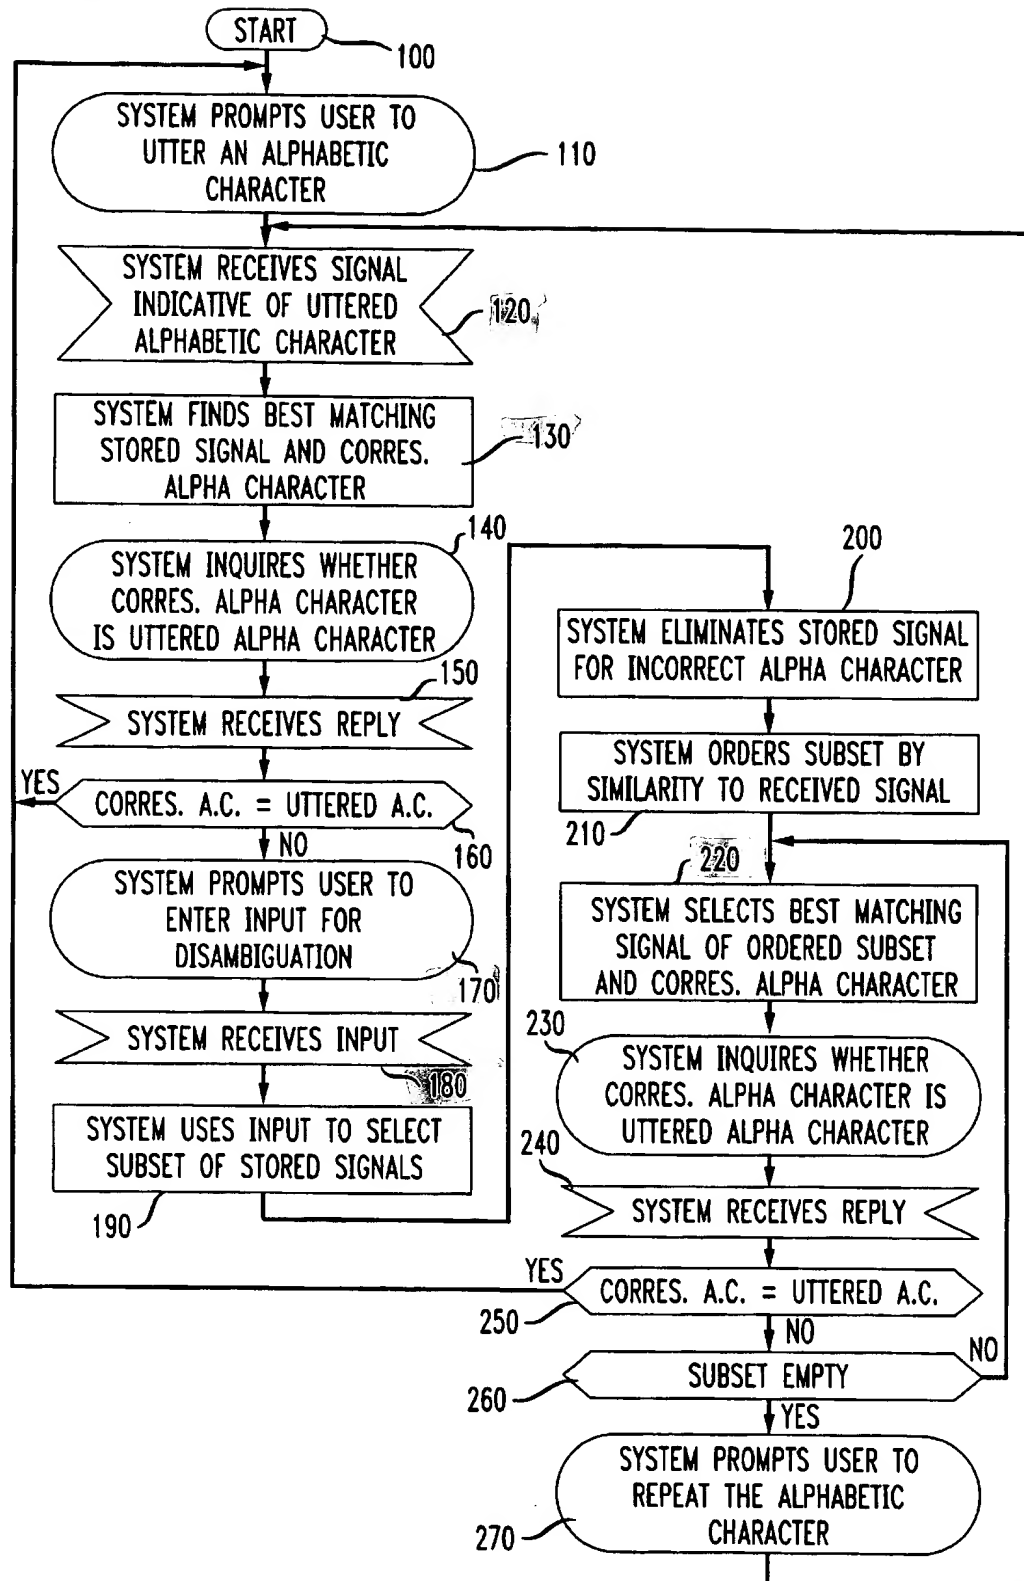 START
100
SYSTEM PROMPTS USER TO
UTTER AN ALPHABETIC
CHARACTER
110
SYSTEM RECEIVES SIGNAL
INDICATIVE OF UTTERED
ALPHABETIC CHARACTER
120
SYSTEM FINDS BEST MATCHING
STORED SIGNAL AND CORRES.
ALPHA CHARACTER
130
140
SYSTEM INQUIRES WHETHER
CORRES. ALPHA CHARACTER
IS UTTERED ALPHA CHARACTER
150
SYSTEM RECEIVES REPLY
YES
CORRES. A.C. = UTTERED A.C.
160
NO
SYSTEM PROMPTS USER TO
ENTER INPUT FOR
DISAMBIGUATION
170
SYSTEM RECEIVES INPUT
180
SYSTEM USES INPUT TO SELECT
SUBSET OF STORED SIGNALS
190
200
SYSTEM ELIMINATES STORED SIGNAL
FOR INCORRECT ALPHA CHARACTER
SYSTEM ORDERS SUBSET BY
SIMILARITY TO RECEIVED SIGNAL
210
220
SYSTEM SELECTS BEST MATCHING
SIGNAL OF ORDERED SUBSET
AND CORRES. ALPHA CHARACTER
230
SYSTEM INQUIRES WHETHER
CORRES. ALPHA CHARACTER IS
UTTERED ALPHA CHARACTER
240
SYSTEM RECEIVES REPLY
YES
CORRES. A.C. = UTTERED A.C.
250
NO
NO
SUBSET EMPTY
260
YES
SYSTEM PROMPTS USER TO
REPEAT THE ALPHABETIC
CHARACTER
270